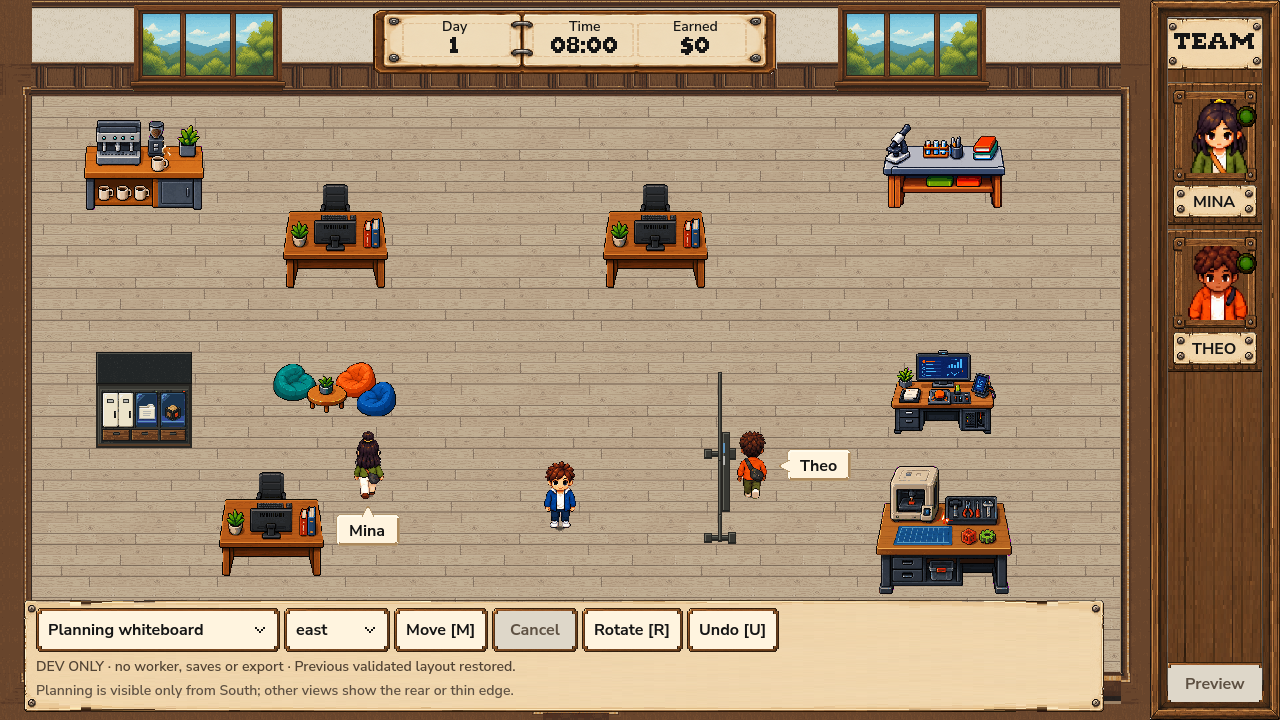 Day
1
Time
08:00
Earned
$0
TEAM
MINA
THEO
Theo
Mina
Planning whiteboard
east
Move [M]
Cancel
Rotate [R]
Undo [U]
DEV ONLY · no worker, saves or export · Previous validated layout restored.
Planning is visible only from South; other views show the rear or thin edge.
Preview